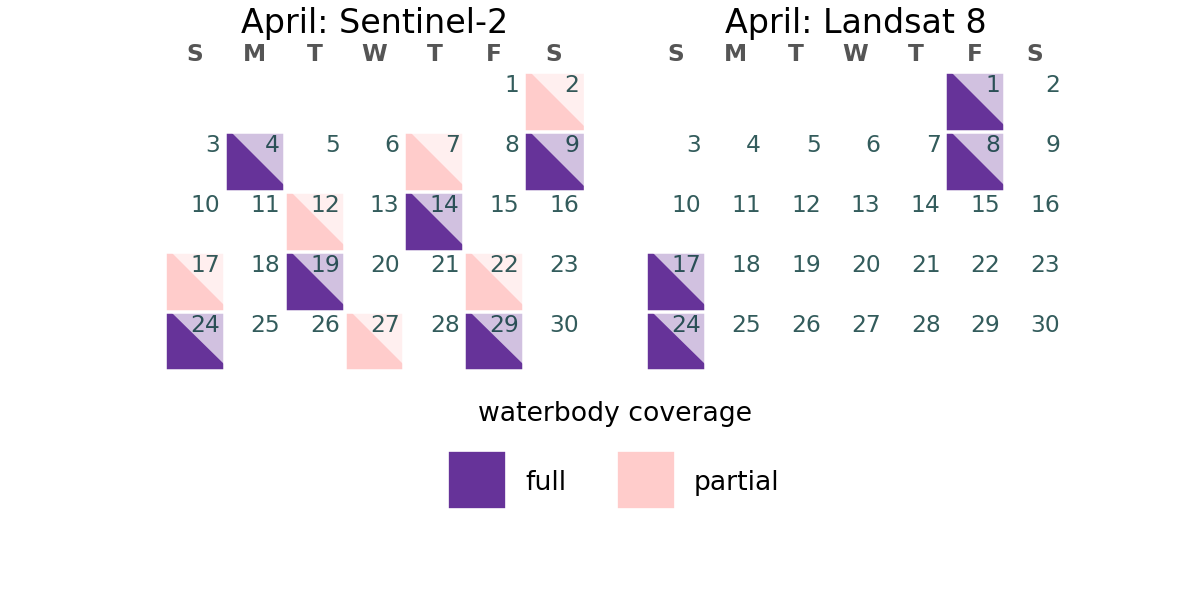 April: Sentinel-2
S M T W T F S
1 2
3 4 5 6 7 8 9
10 11 12 13 14 15 16
17 18 19 20 21 22 23
24 25 26 27 28 29 30
April: Landsat 8
S M T W T F S
1 2
3 4 5 6 7 8 9
10 11 12 13 14 15 16
17 18 19 20 21 22 23
24 25 26 27 28 29 30
waterbody coverage
full
partial